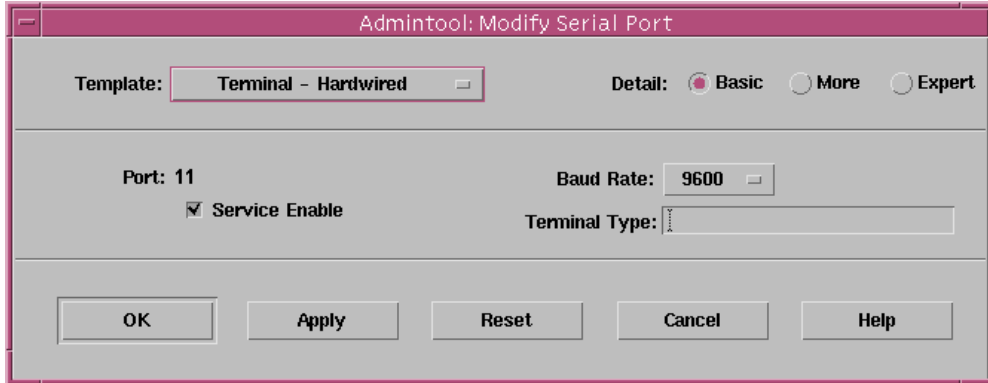 Admintool: Modify Serial Port
Template: Terminal - Hardwired Detail: Basic More Expert
Port: 11 Baud Rate: 9600
Service Enable
Terminal Type:
OK Apply Reset Cancel Help